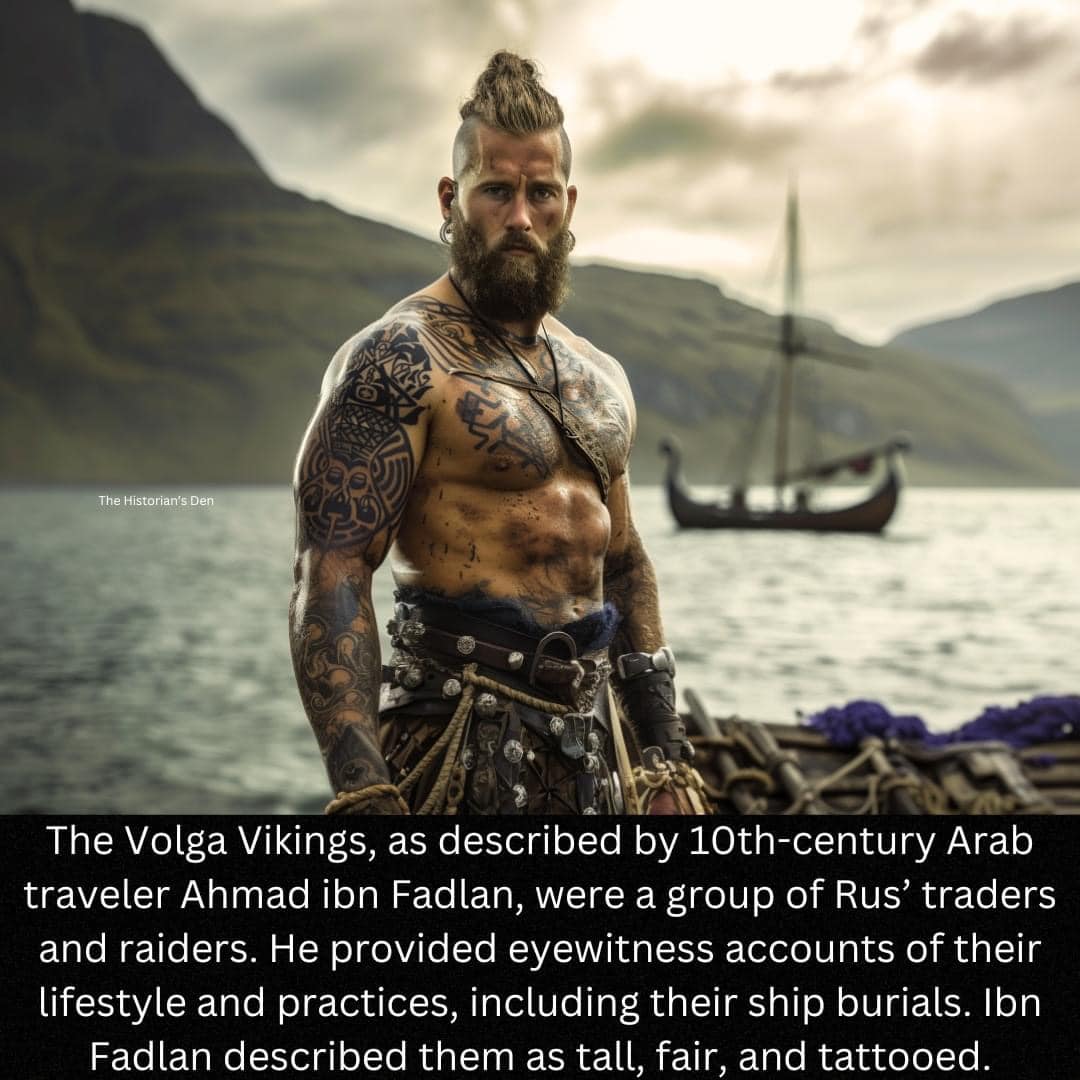 The Historian's Den
The Volga Vikings, as described by 10th-century Arab
traveler Ahmad ibn Fadlan, were a group of Rus’ traders
and raiders. He provided eyewitness accounts of their
lifestyle and practices, including their ship burials. Ibn
Fadlan described them as tall, fair, and tattooed.